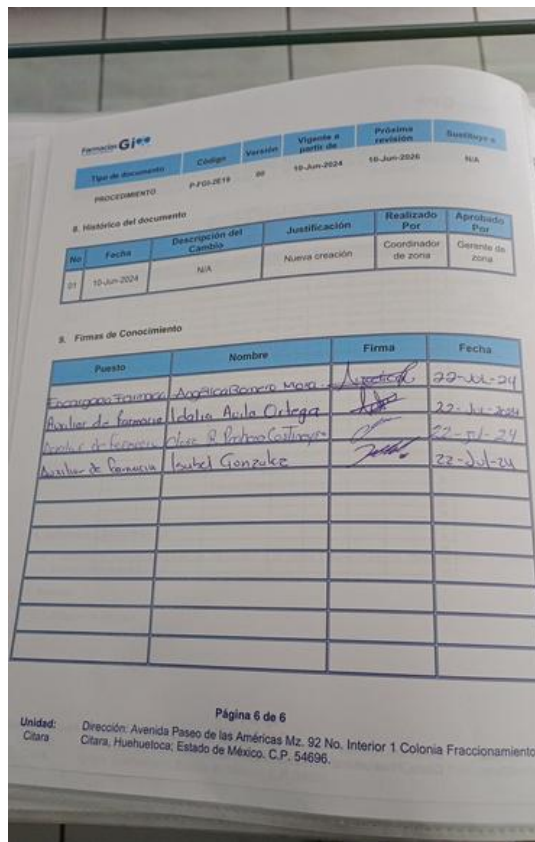 Farmacias Gi
Tipo de documento Código Versión Vigente a partir de Próxima revisión Sustituye a
PROCEDIMIENTO P-FGI-2E19 00 10-Jun-2024 10-Jun-2026 N/A
8. Histórico del documento
No Fecha Descripción del Cambio Justificación Realizado Por Aprobado Por
01 10-Jun-2024 N/A Nueva creación Coordinador de zona Gerente de zona
9. Firmas de Conocimiento
Puesto Nombre Firma Fecha
Encargada Farmacia Angélica Romero 22-JUL-24
Auxiliar de farmacia Idalia Avila Ortega 22-Jul-2024
Auxiliar de farmacia 22-Jul-24
Auxiliar de farmacia Isabel Gonzalez 22-Jul-24
Página 6 de 6
Unidad: Dirección: Avenida Paseo de las Américas Mz. 92 No. Interior 1 Colonia Fraccionamiento
Citara Citara, Huehuetoca; Estado de México. C.P. 54696.